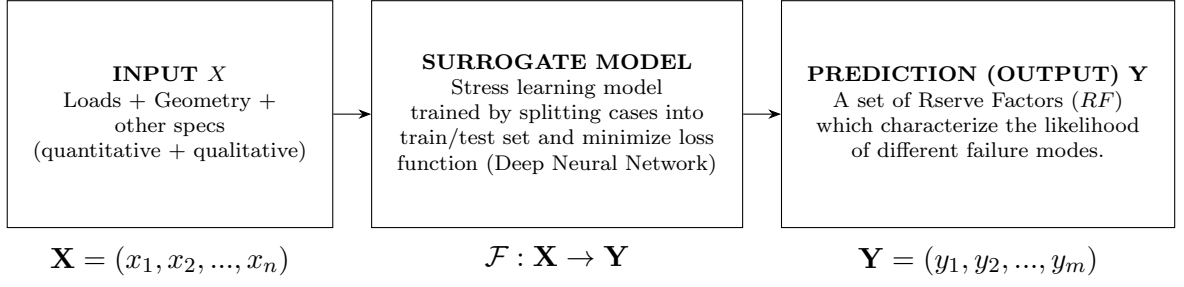 INPUT X
Loads + Geometry +
other specs
(quantitative + qualitative)
SURROGATE MODEL
Stress learning model
trained by splitting cases into
train/test set and minimize loss
function (Deep Neural Network)
PREDICTION (OUTPUT) Y
A set of Rserve Factors (RF)
which characterize the likelihood
of different failure modes.
X = (x₁, x₂, ..., xₙ)
ℱ : X → Y
Y = (y₁, y₂, ..., yₘ)